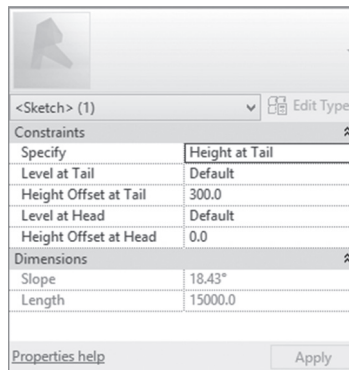 <Sketch> (1) Edit Type
Constraints
Specify Height at Tail
Level at Tail Default
Height Offset at Tail 300.0
Level at Head Default
Height Offset at Head 0.0
Dimensions
Slope 18.43°
Length 15000.0
Properties help Apply